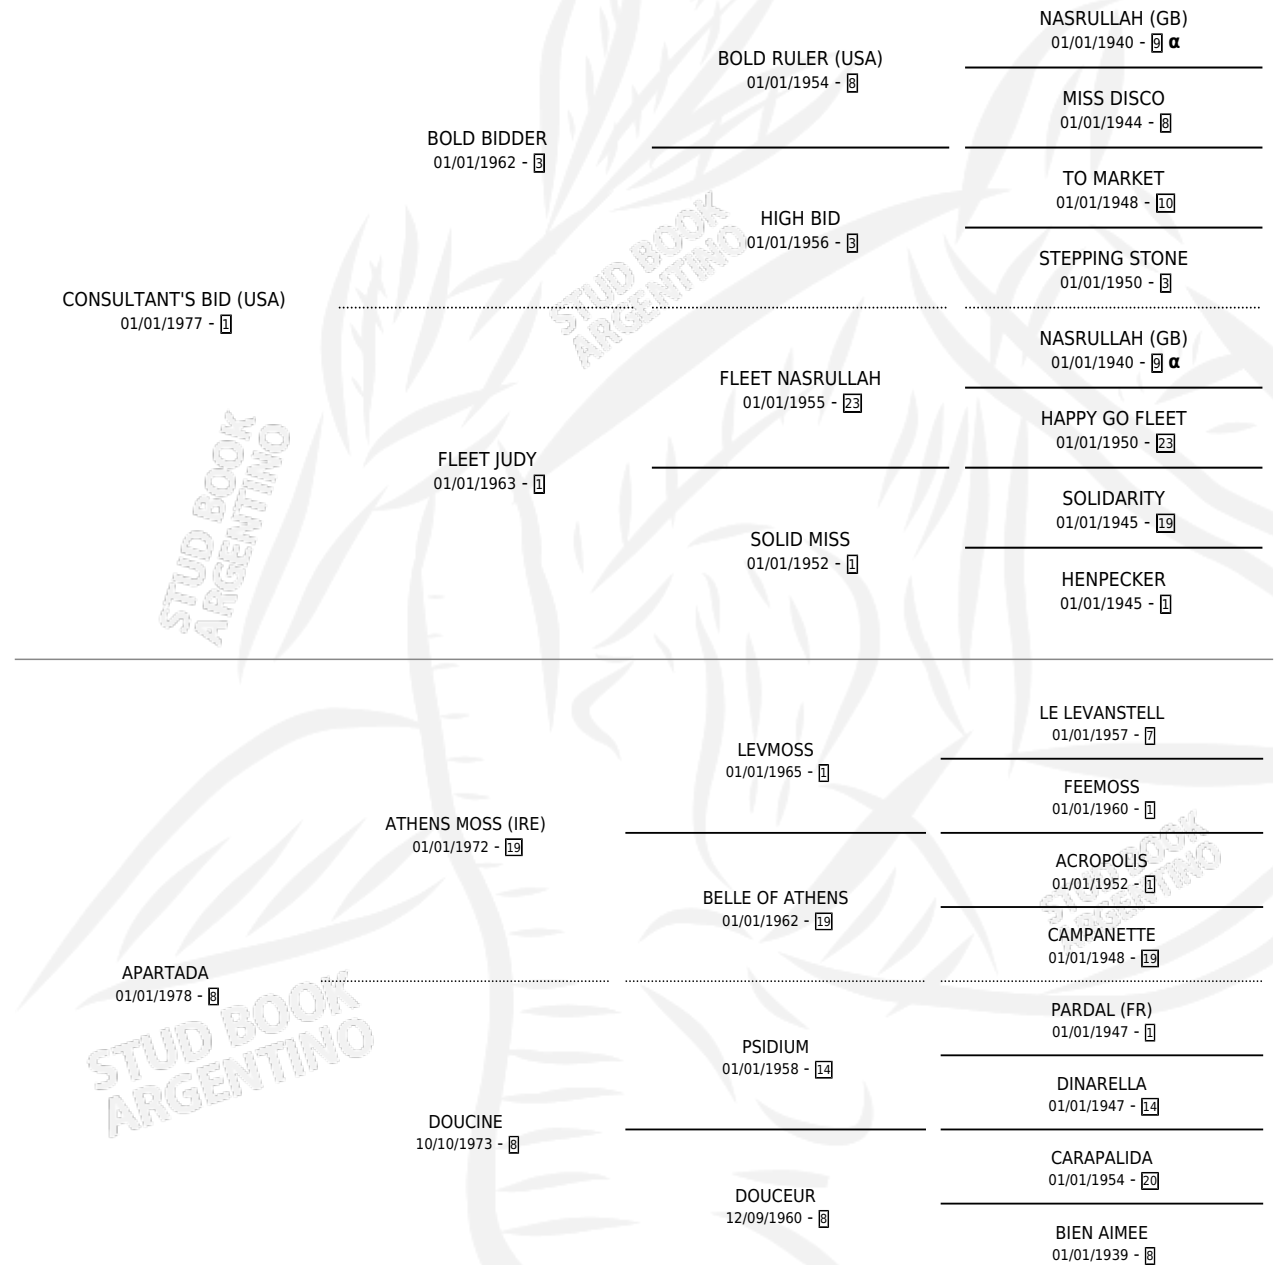 NASRULLAH (GB)
01/01/1940 - 9 α
BOLD RULER (USA)
01/01/1954 - 8
MISS DISCO
01/01/1944 - 8
BOLD BIDDER
01/01/1962 - 3
TO MARKET
01/01/1948 - 10
HIGH BID
01/01/1956 - 3
STEPPING STONE
01/01/1950 - 3
CONSULTANT'S BID (USA)
01/01/1977 - 1
NASRULLAH (GB)
01/01/1940 - 9 α
FLEET NASRULLAH
01/01/1955 - 23
HAPPY GO FLEET
01/01/1950 - 23
FLEET JUDY
01/01/1963 - 1
SOLIDARITY
01/01/1945 - 19
SOLID MISS
01/01/1952 - 1
HENPECKER
01/01/1945 - 1
LE LEVANSTELL
01/01/1957 - 7
LEVMOSS
01/01/1965 - 1
FEEMOSS
01/01/1960 - 1
ATHENS MOSS (IRE)
01/01/1972 - 19
ACROPOLIS
01/01/1952 - 1
BELLE OF ATHENS
01/01/1962 - 19
CAMPANETTE
01/01/1948 - 19
APARTADA
01/01/1978 - 8
PARDAL (FR)
01/01/1947 - 1
PSIDIUM
01/01/1958 - 14
DINARELLA
01/01/1947 - 14
DOUCINE
10/10/1973 - 8
CARAPALIDA
01/01/1954 - 20
DOUCEUR
12/09/1960 - 8
BIEN AIMEE
01/01/1939 - 8
STUD BOOK
ARGENTINO
STUD BOOK
ARGENTINO
STUD BOOK
ARGENTINO
STUD BOOK
ARGENTINO